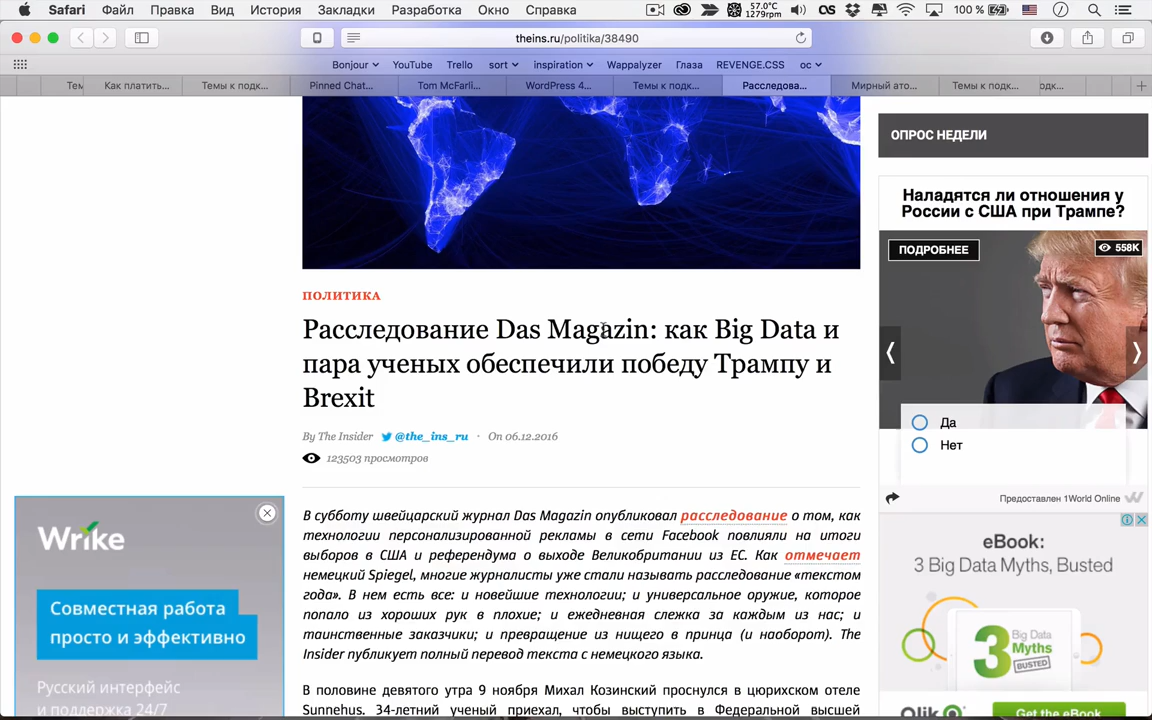 Safari Файл Правка Вид История Закладки Разработка Окно Справка 57.0°C 1279rpm 100 %
theins.ru/politika/38490
Bonjour YouTube Trello sort inspiration Wappalyzer Глаза REVENGE.CSS ос
Тем Как платить... Темы к подк... Pinned Chat... Tom McFarli... WordPress 4... Темы к подк... Расследова... Мирный ато... Темы к подк... одк...
ОПРОС НЕДЕЛИ
Наладятся ли отношения у
России с США при Трампе?
ПОДРОБНЕЕ 558K
Да
Нет
Предоставлен 1World Online
ПОЛИТИКА
Расследование Das Magazin: как Big Data и
пара ученых обеспечили победу Трампу и
Brexit
By The Insider @the_ins_ru · On 06.12.2016
123503 просмотров
В субботу швейцарский журнал Das Magazin опубликовал расследование о том, как
технологии персонализированной рекламы в сети Facebook повлияли на итоги
выборов в США и референдума о выходе Великобритании из ЕС. Как отмечает
немецкий Spiegel, многие журналисты уже стали называть расследование «текстом
года». В нем есть все: и новейшие технологии; и универсальное оружие, которое
попало из хороших рук в плохие; и ежедневная слежка за каждым из нас; и
таинственные заказчики; и превращение из нищего в принца (и наоборот). The
Insider публикует полный перевод текста с немецкого языка.
В половине девятого утра 9 ноября Михал Козинский проснулся в цюрихском отеле
Sunnehus. 34-летний ученый приехал, чтобы выступить в Федеральной высшей
Wrike
Совместная работа
просто и эффективно
Русский интерфейс
и поддержка 24/7
eBook:
3 Big Data Myths, Busted
3 Big Data
Myths
BUSTED
Qlik
Get the eBook